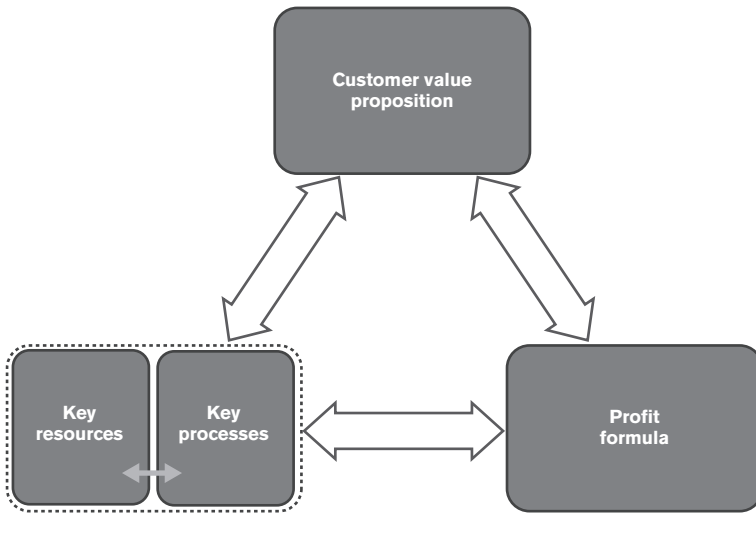 Customer value
proposition
Key
resources
Key
processes
Profit
formula